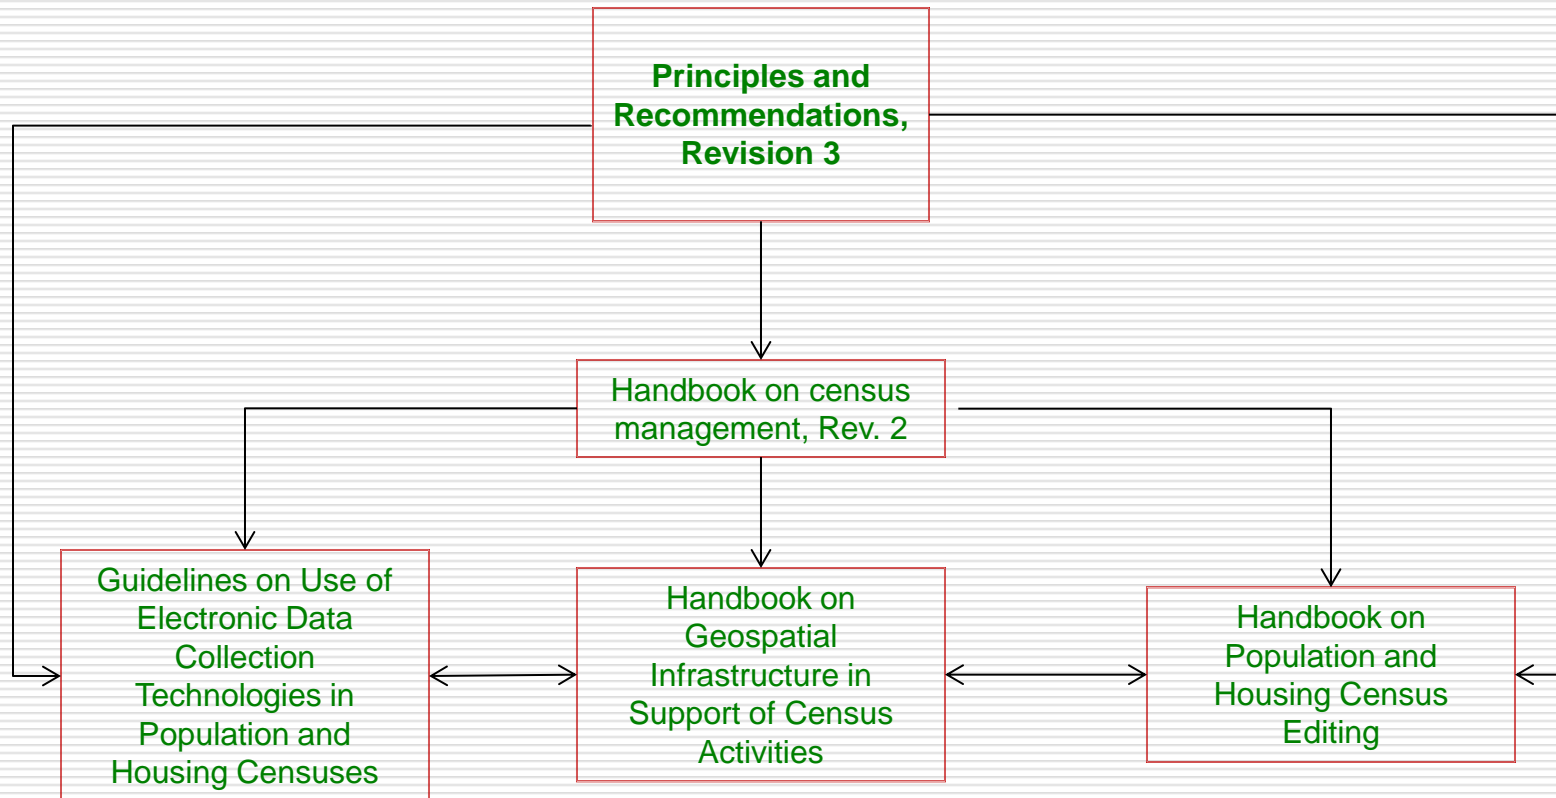 Principles and
Recommendations,
Revision 3
Handbook on census
management, Rev. 2
Guidelines on Use of
Electronic Data
Collection
Technologies in
Population and
Housing Censuses
Handbook on
Geospatial
Infrastructure in
Support of Census
Activities
Handbook on
Population and
Housing Census
Editing